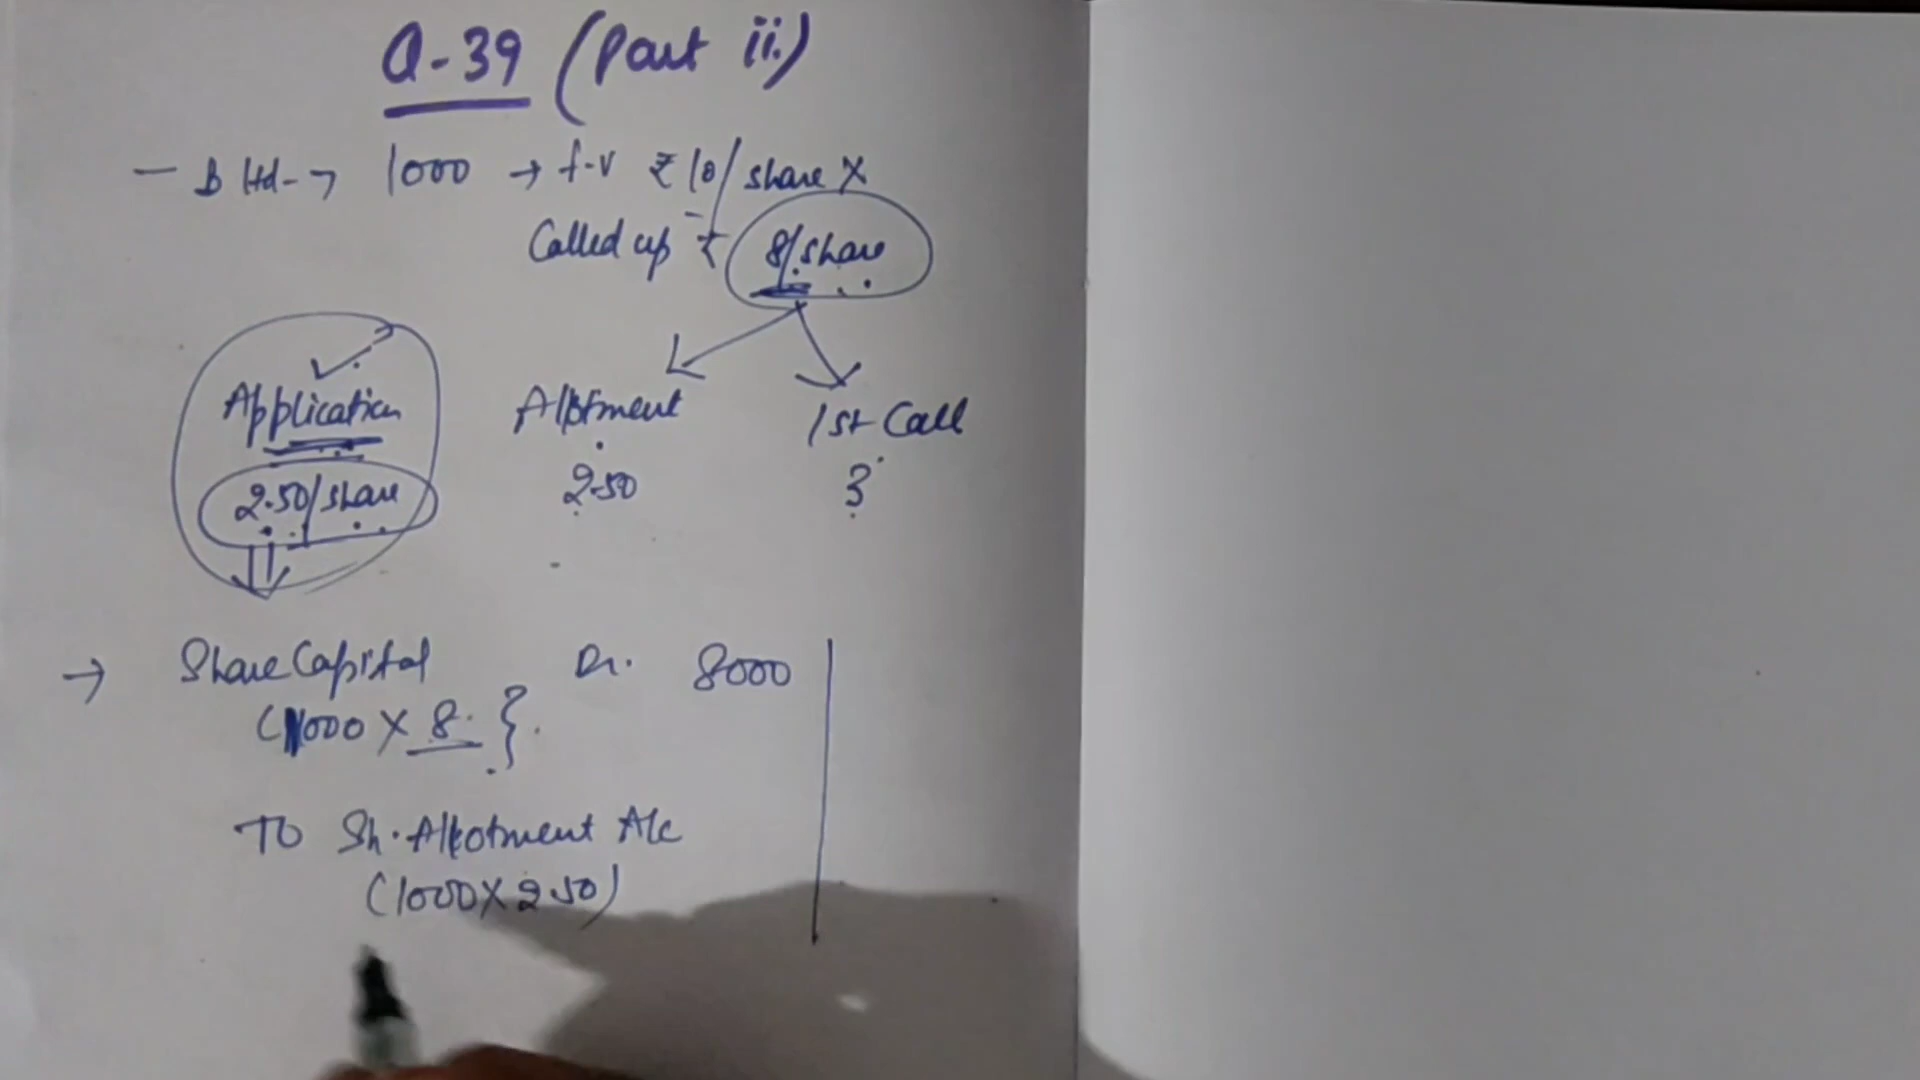 Q-39 (Part ii.)
— B Ltd- → 1000 → f.v ₹ 10/share X
Called up ₹ 8/share
Application Allotment 1st Call
2.50/share 2.50 3
→ Share Capital Dr. 8000
(1000 X 8 }
To Sh. Allotment A/c
(1000 X 2.50)